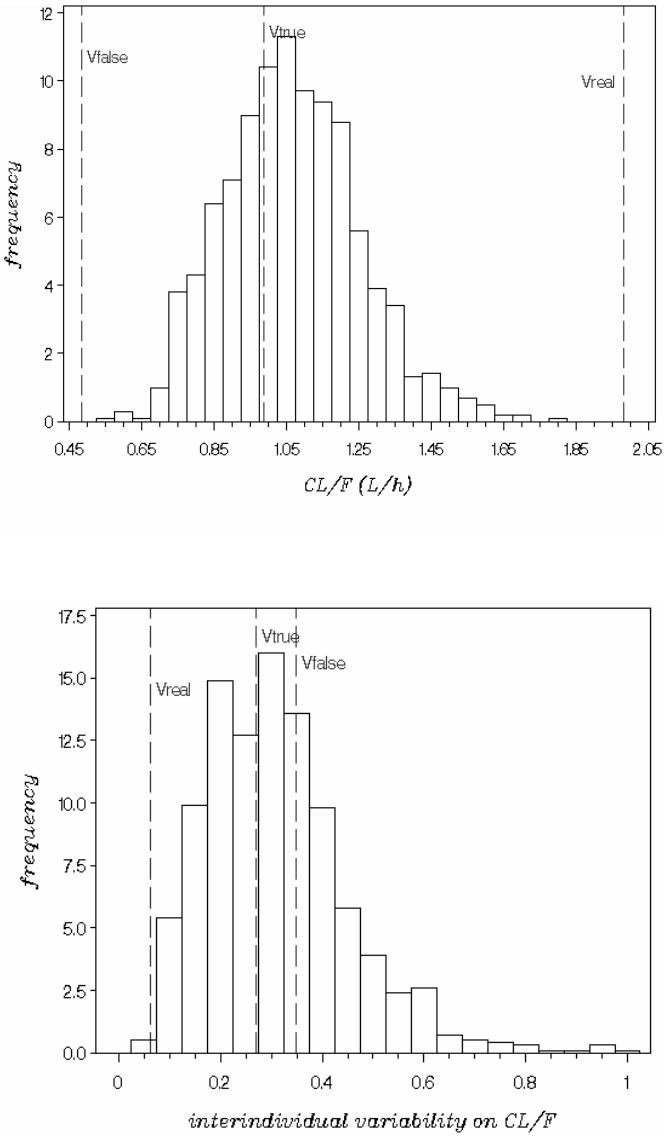 12
Vtrue
Vfalse
10
Vreal
8
frequency
6
4
2
0
0.45 0.65 0.85 1.05 1.25 1.45 1.65 1.85 2.05
CL/F (L/h)
17.5
Vtrue
Vfalse
15.0
Vreal
12.5
frequency
10.0
7.5
5.0
2.5
0.0
0 0.2 0.4 0.6 0.8 1
interindividual variability on CL/F